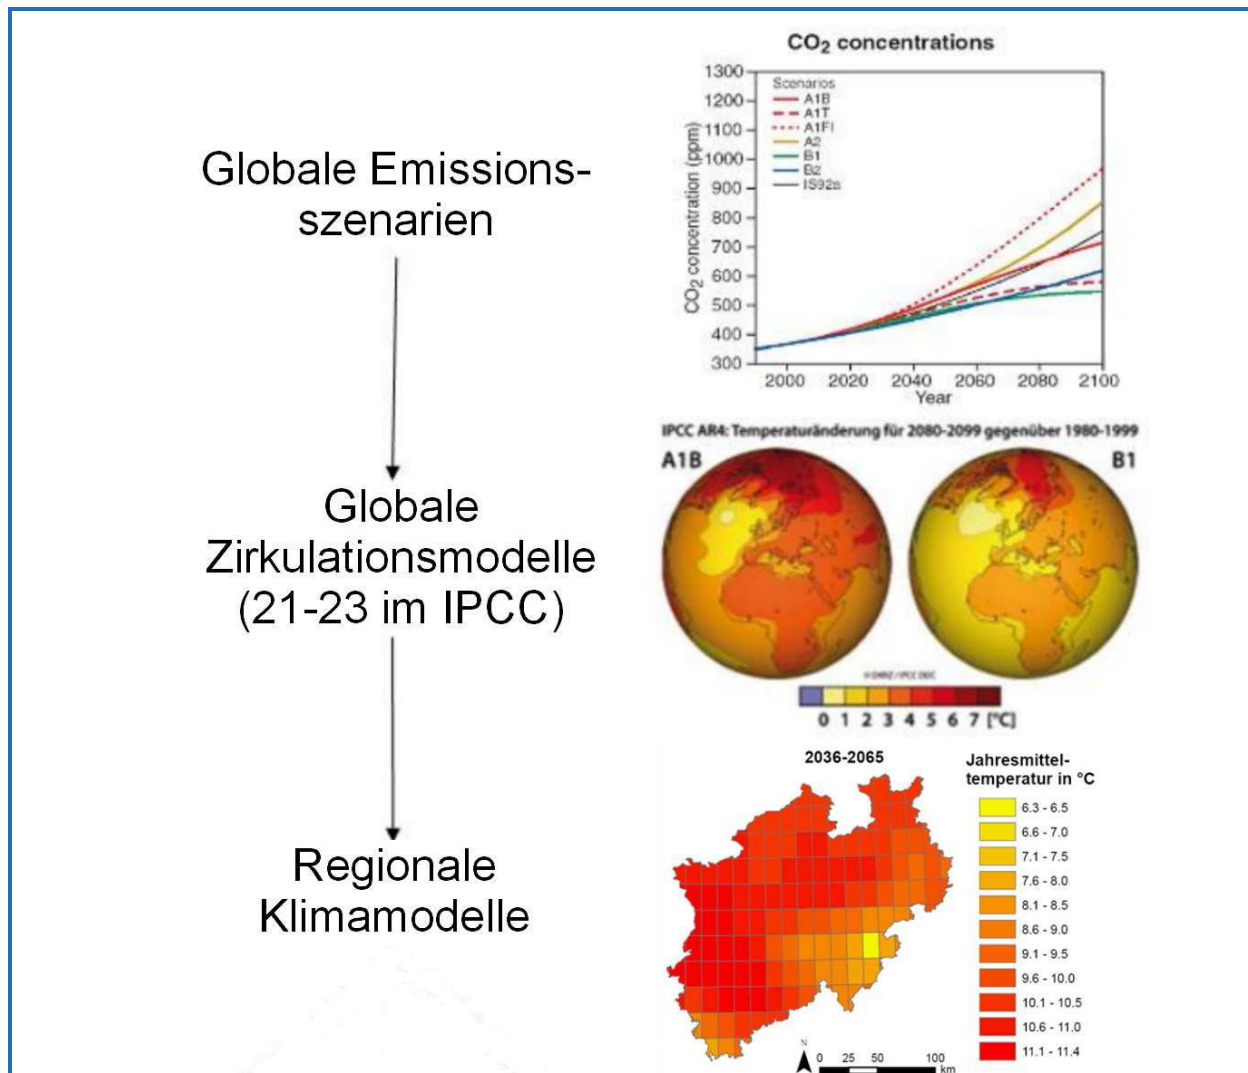 Globale Emissions-
szenarien
Globale
Zirkulationsmodelle
(21-23 im IPCC)
Regionale
Klimamodelle
CO₂ concentrations
CO₂ concentration (ppm)
1300
1200
1100
1000
900
800
700
600
500
400
300
Scenarios
A1B
A1T
A1FI
A2
B1
B2
IS92a
2000 2020 2040 2060 2080 2100
Year
IPCC AR4: Temperaturänderung für 2080-2099 gegenüber 1980-1999
A1B B1
0 1 2 3 4 5 6 7 [°C]
2036-2065
Jahresmittel-
temperatur in °C
6.3 - 6.5
6.6 - 7.0
7.1 - 7.5
7.6 - 8.0
8.1 - 8.5
8.6 - 9.0
9.1 - 9.5
9.6 - 10.0
10.1 - 10.5
10.6 - 11.0
11.1 - 11.4
N
0 25 50 100
km